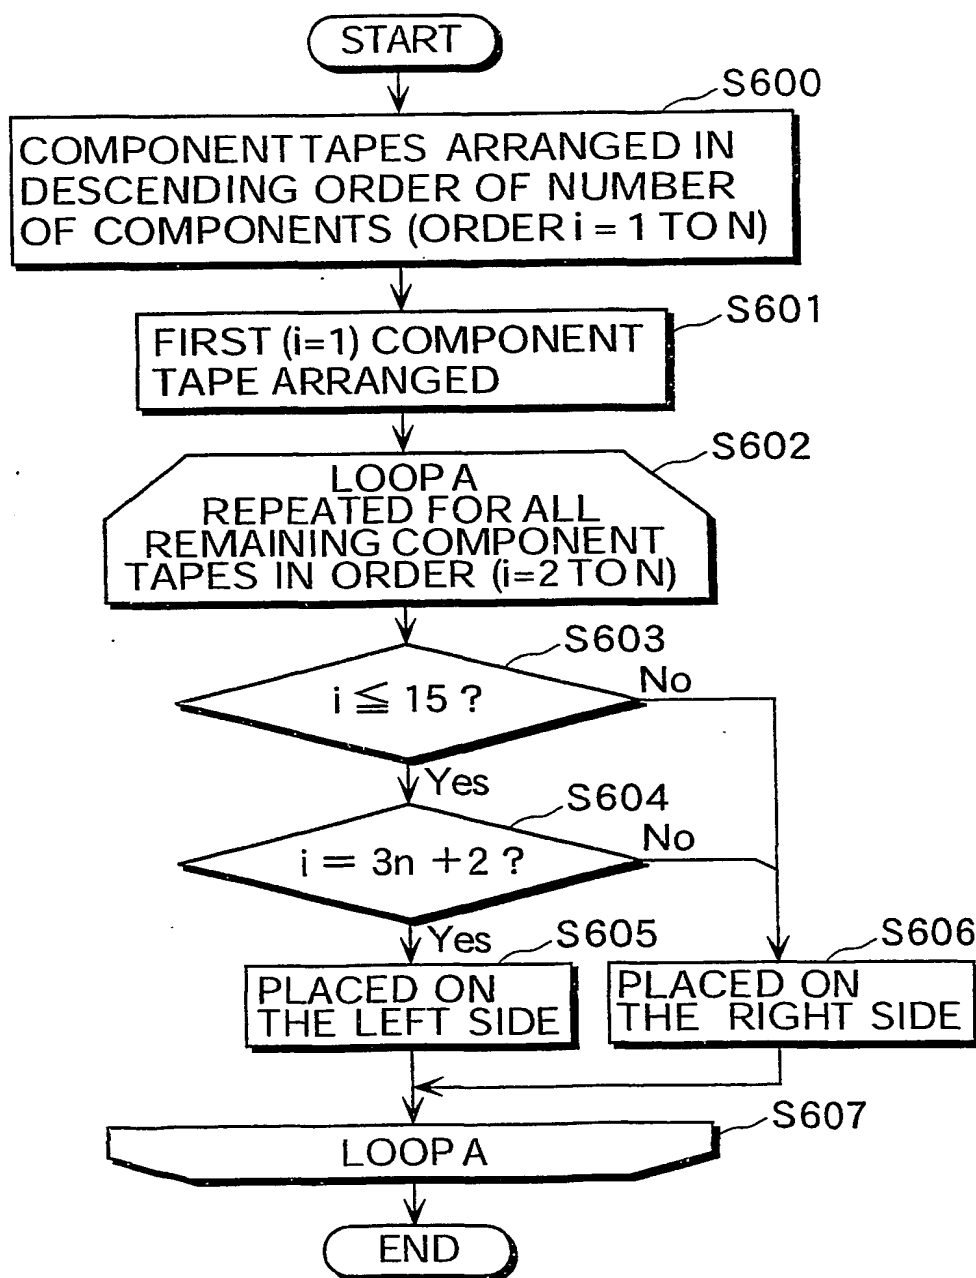 START
S600
COMPONENT TAPES ARRANGED IN
DESCENDING ORDER OF NUMBER
OF COMPONENTS (ORDER i = 1 TO N)
S601
FIRST (i=1) COMPONENT
TAPE ARRANGED
S602
LOOP A
REPEATED FOR ALL
REMAINING COMPONENT
TAPES IN ORDER (i=2 TO N)
S603
i ≦ 15 ?
No
Yes
S604
i = 3n + 2 ?
No
Yes
S605
PLACED ON
THE LEFT SIDE
S606
PLACED ON
THE RIGHT SIDE
S607
LOOP A
END